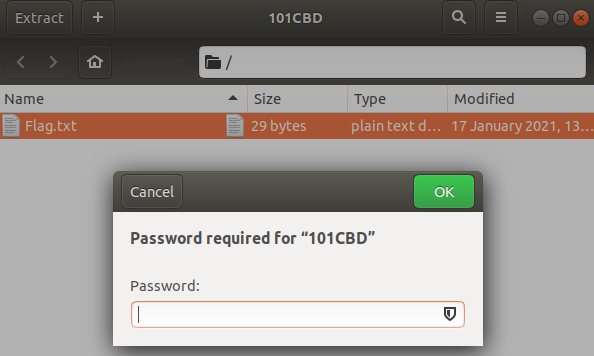 Extract
101CBD
/
Name Size Type Modified
Flag.txt 29 bytes plain text d… 17 January 2021, 13…
Cancel OK
Password required for “101CBD”
Password: